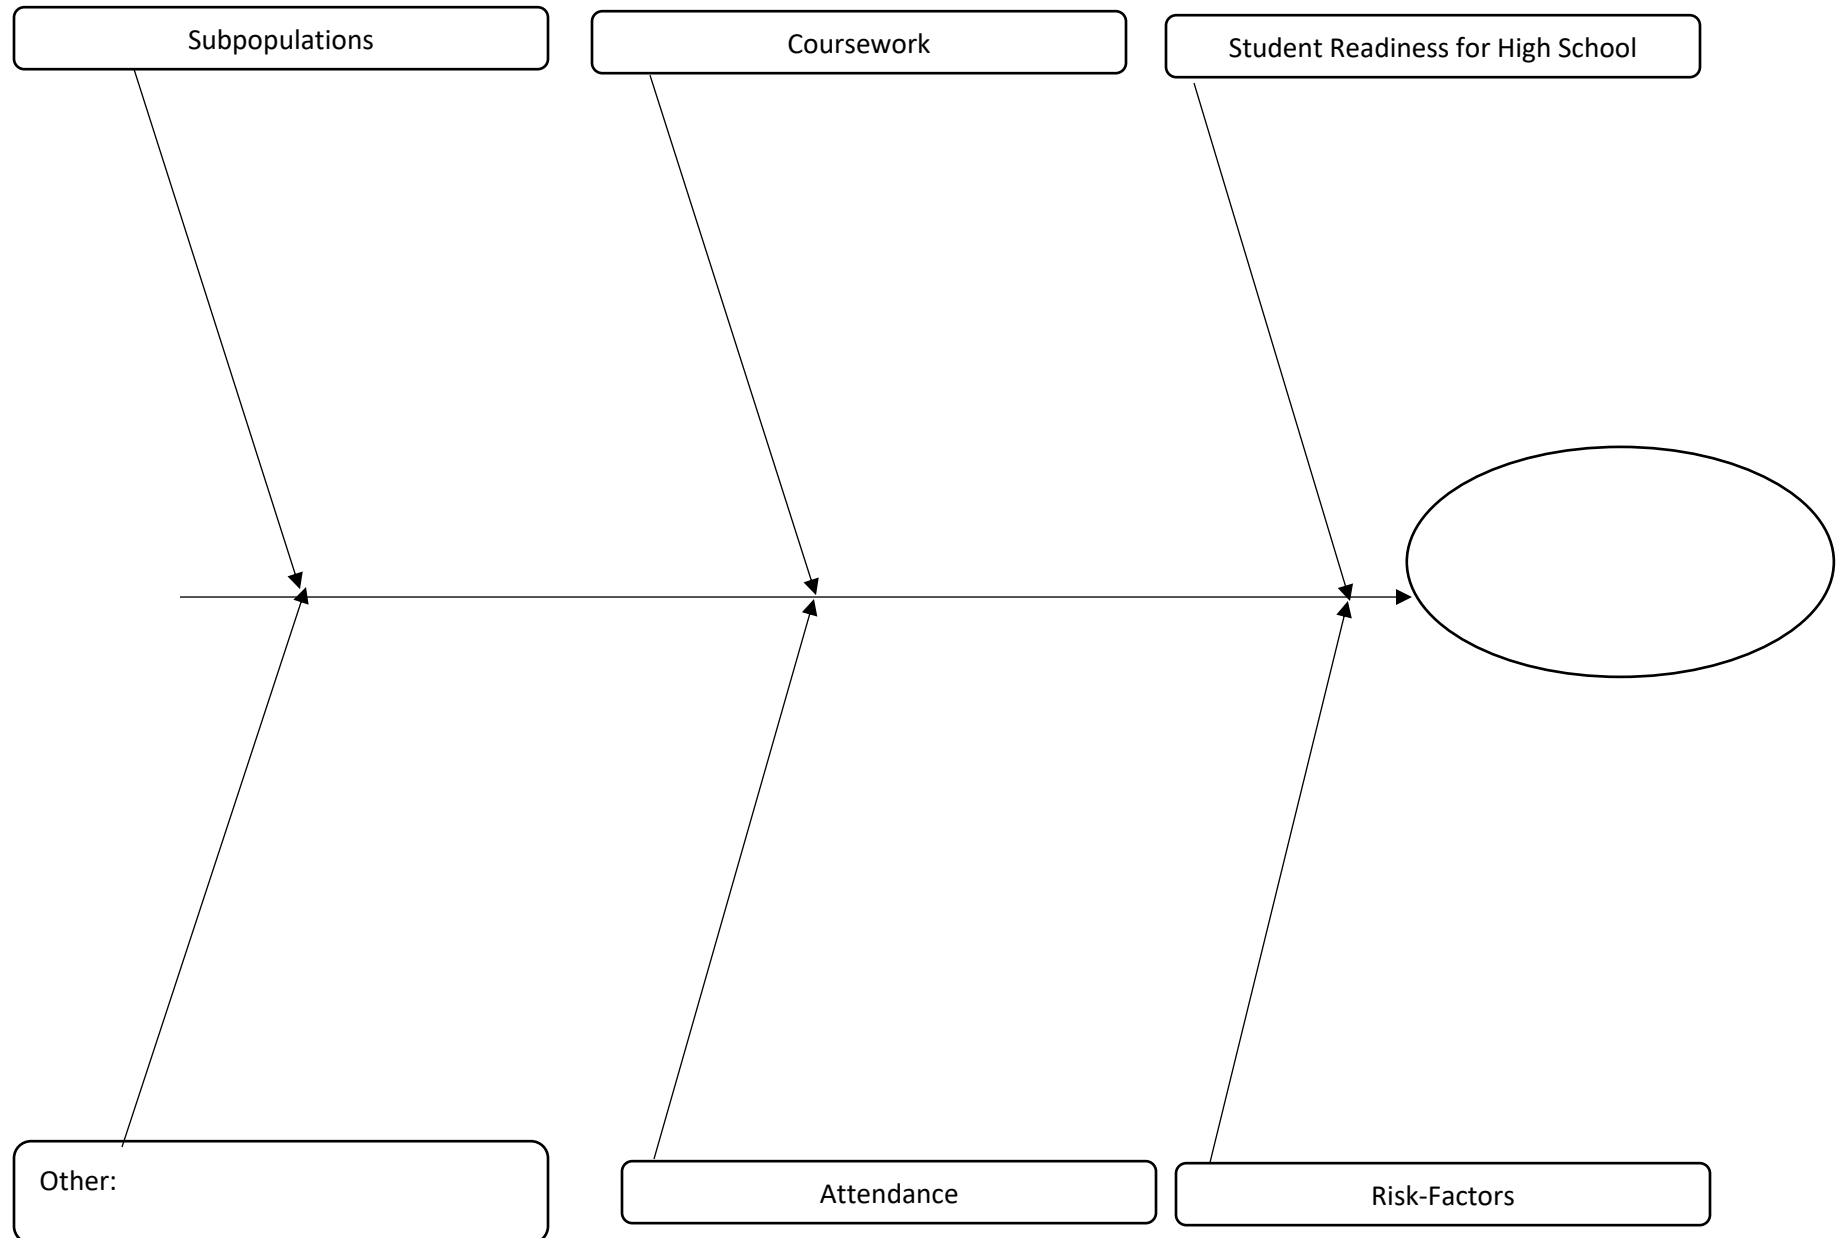 Subpopulations
Coursework
Student Readiness for High School
Other:
Attendance
Risk-Factors